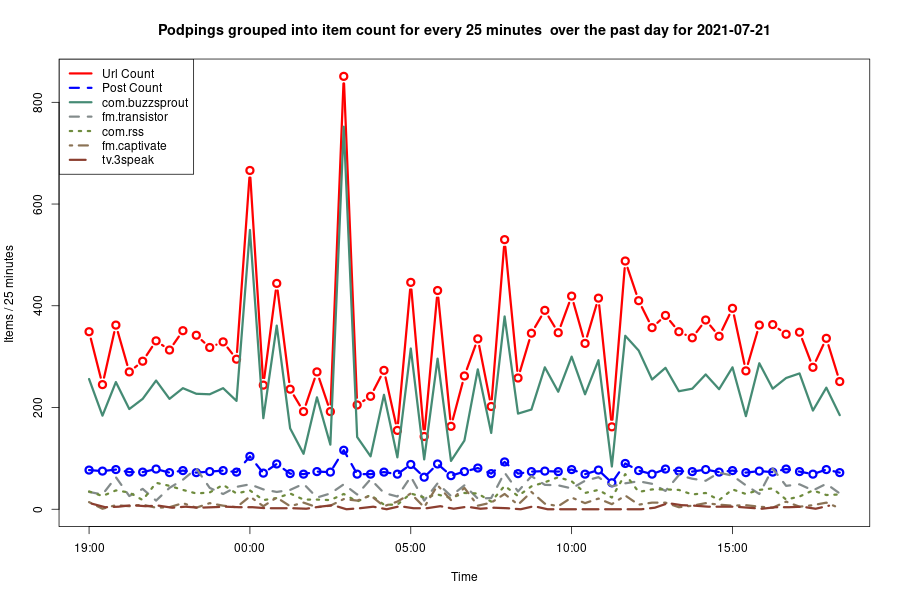 Podpings grouped into item count for every 25 minutes  over the past day for 2021-07-21
Url Count
Post Count
com.buzzsprout
fm.transistor
com.rss
fm.captivate
tv.3speak
800
600
400
200
0
Items / 25 minutes
19:00 00:00 05:00 10:00 15:00
Time